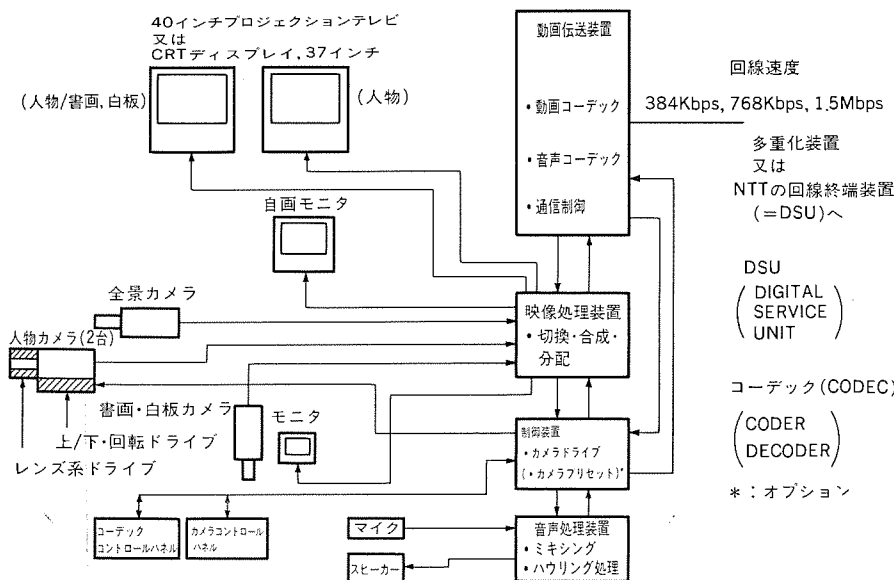 40インチプロジェクションテレビ
又は
CRTディスプレイ,37インチ
(人物/書画,白板)
(人物)
動画伝送装置
・動画コーデック
・音声コーデック
・通信制御
回線速度
384Kbps, 768Kbps, 1.5Mbps
多重化装置
又は
NTTの回線終端装置
(=DSU)へ
自画モニタ
全景カメラ
人物カメラ(2台)
映像処理装置
・切換・合成・
分配
DSU
DIGITAL
SERVICE
UNIT
書画・白板カメラ
モニタ
上/下・回転ドライブ
レンズ系ドライブ
制御装置
・カメラドライブ
(・カメラプリセット)*
コーデック(CODEC)
CODER
DECODER
*:オプション
コーデック
コントロールパネル
カメラコントロール
パネル
マイク
スピーカー
音声処理装置
・ミキシング
・ハウリング処理